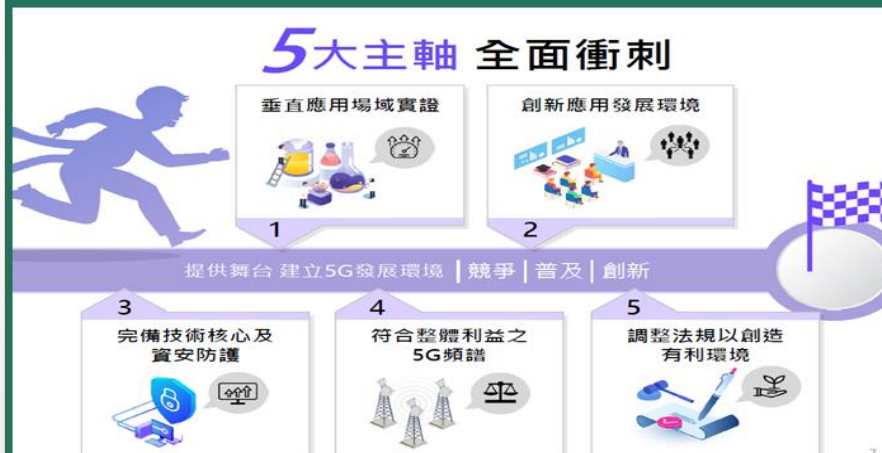 5大主軸 全面衝刺
垂直應用場域實證
創新應用發展環境
1
2
提供舞台 建立5G發展環境 | 競爭 | 普及 | 創新
3
4
5
完備技術核心及
資安防護
符合整體利益之
5G頻譜
調整法規以創造
有利環境